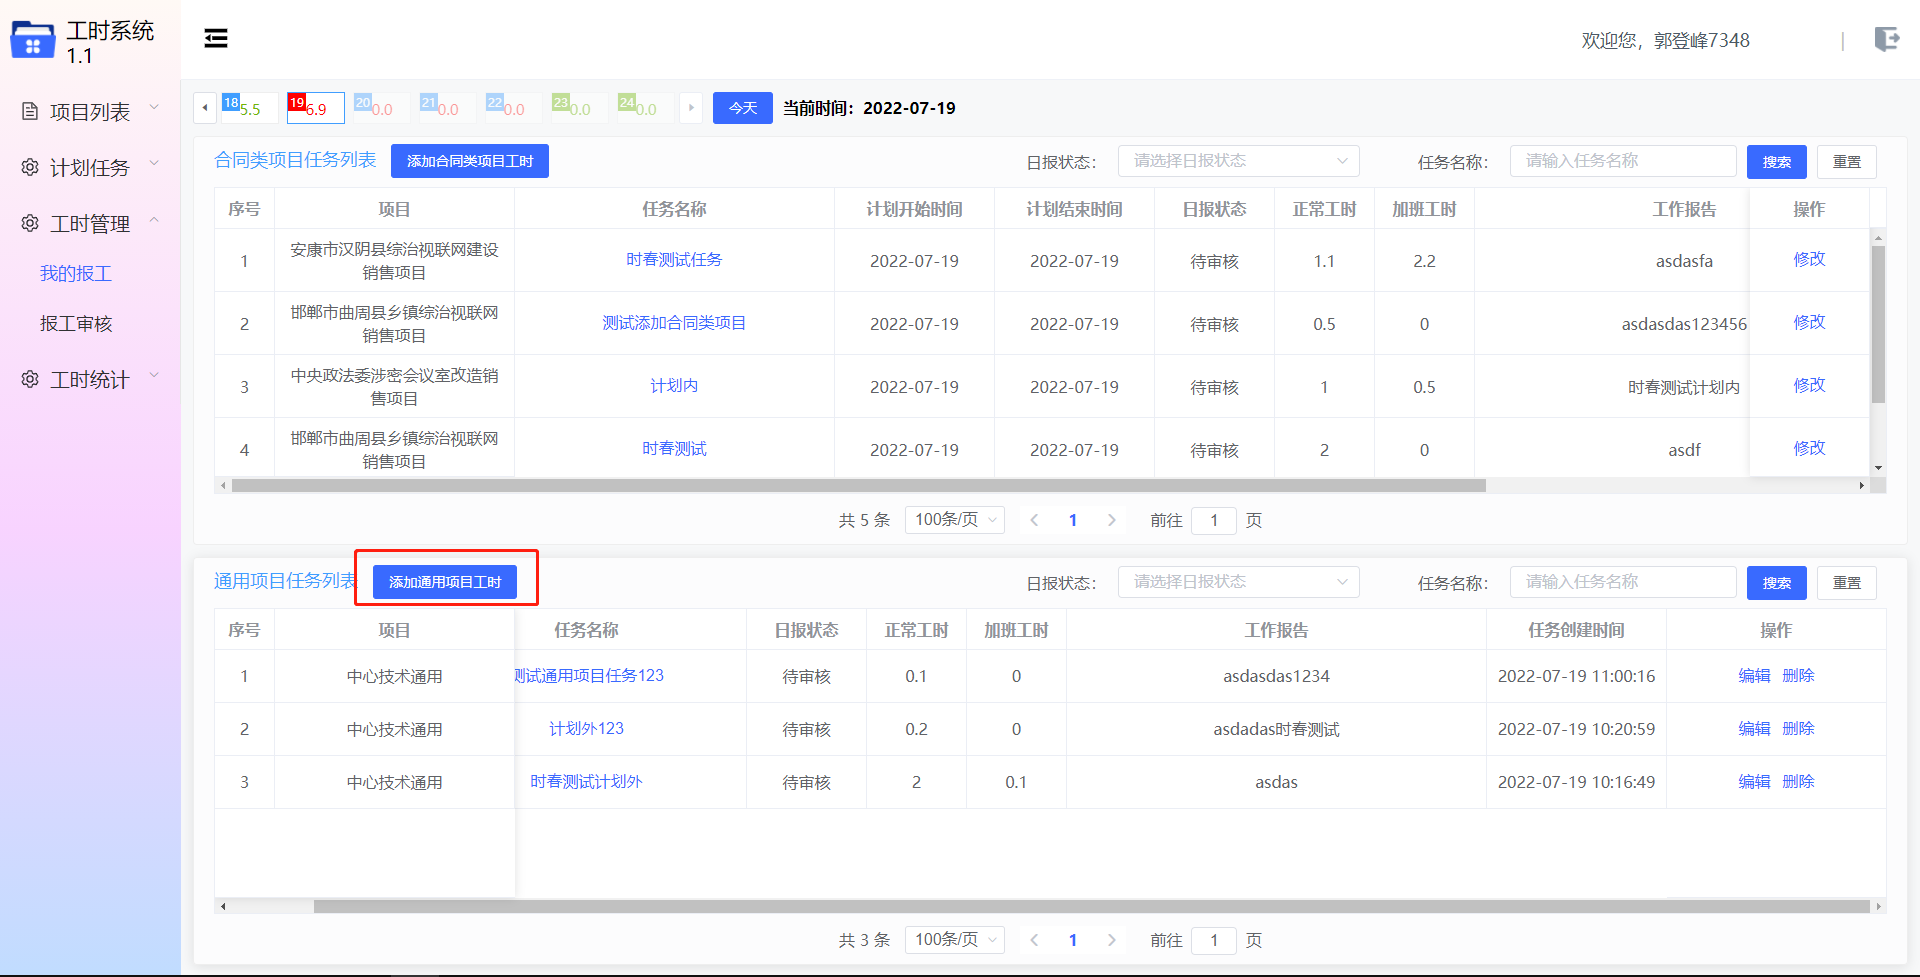 工时系统
1.1
欢迎您，郭登峰7348
项目列表
计划任务
工时管理
我的报工
报工审核
工时统计
18 5.5 19 6.9 20 0.0 21 0.0 22 0.0 23 0.0 24 0.0 今天 当前时间：2022-07-19
合同类项目任务列表 添加合同类项目工时 日报状态： 请选择日报状态 任务名称： 请输入任务名称 搜索 重置
序号 项目 任务名称 计划开始时间 计划结束时间 日报状态 正常工时 加班工时 工作报告 操作
1 安康市汉阴县综治视联网建设
销售项目 时春测试任务 2022-07-19 2022-07-19 待审核 1.1 2.2 asdasfa 修改
2 邯郸市曲周县乡镇综治视联网
销售项目 测试添加合同类项目 2022-07-19 2022-07-19 待审核 0.5 0 asdasdas123456 修改
3 中央政法委涉密会议室改造销
售项目 计划内 2022-07-19 2022-07-19 待审核 1 0.5 时春测试计划内 修改
4 邯郸市曲周县乡镇综治视联网
销售项目 时春测试 2022-07-19 2022-07-19 待审核 2 0 asdf 修改
共 5 条 100条/页 1 前往 1 页
通用项目任务列表 添加通用项目工时 日报状态： 请选择日报状态 任务名称： 请输入任务名称 搜索 重置
序号 项目 任务名称 日报状态 正常工时 加班工时 工作报告 任务创建时间 操作
1 中心技术通用 测试通用项目任务123 待审核 0.1 0 asdasdas1234 2022-07-19 11:00:16 编辑 删除
2 中心技术通用 计划外123 待审核 0.2 0 asdadas时春测试 2022-07-19 10:20:59 编辑 删除
3 中心技术通用 时春测试计划外 待审核 2 0.1 asdas 2022-07-19 10:16:49 编辑 删除
共 3 条 100条/页 1 前往 1 页